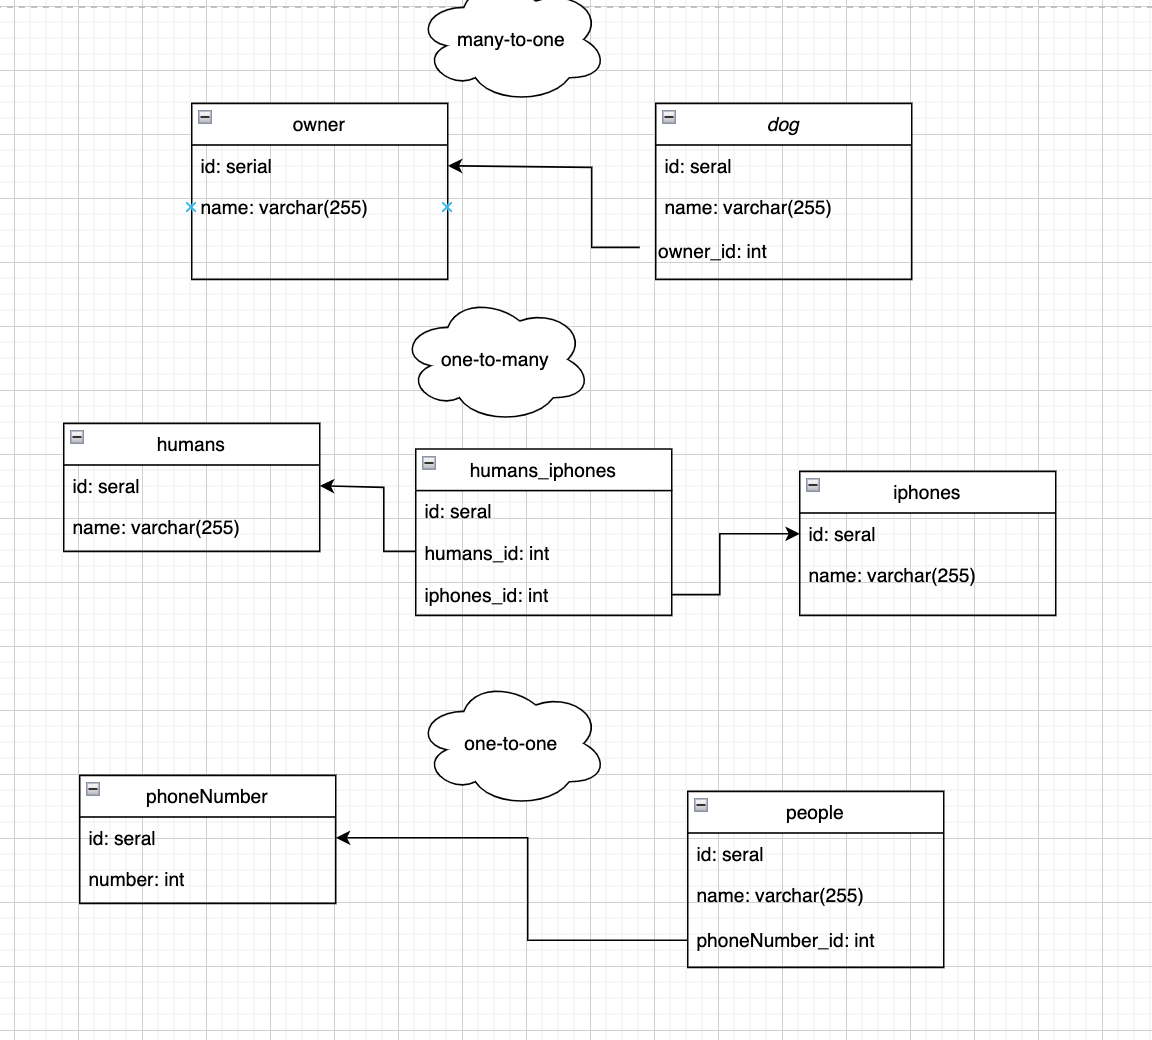 many-to-one
owner
id: serial
name: varchar(255)
dog
id: seral
name: varchar(255)
owner_id: int
one-to-many
humans
id: seral
name: varchar(255)
humans_iphones
id: seral
humans_id: int
iphones_id: int
iphones
id: seral
name: varchar(255)
one-to-one
phoneNumber
id: seral
number: int
people
id: seral
name: varchar(255)
phoneNumber_id: int